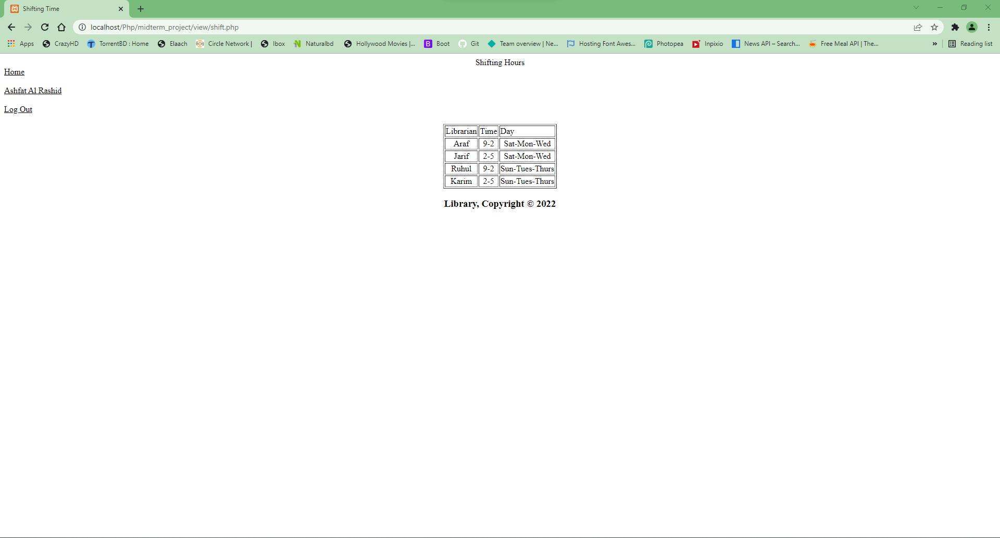 Shifting Time
localhost/Php/midterm_project/view/shift.php
Apps CrazyHD TorrentBD : Home Elaach Circle Network | Ibox Naturalbd Hollywood Movies |... Boot Git Team overview | Ne... Hosting Font Awes... Photopea Inpixio News API – Search... Free Meal API | The... » Reading list
Shifting Hours
Home
Ashfat Al Rashid
Log Out
Librarian Time Day
Araf 9-2 Sat-Mon-Wed
Jarif 2-5 Sat-Mon-Wed
Ruhul 9-2 Sun-Tues-Thurs
Karim 2-5 Sun-Tues-Thurs
Library, Copyright © 2022